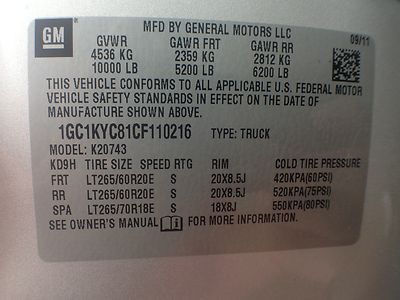 GM
MFD BY GENERAL MOTORS LLC
GVWR GAWR FRT GAWR RR 09/11
4536 KG 2359 KG 2812 KG
10000 LB 5200 LB 6200 LB
THIS VEHICLE CONFORMS TO ALL APPLICABLE U.S. FEDERAL MOTOR
VEHICLE SAFETY STANDARDS IN EFFECT ON THE DATE OF
MANUFACTURE SHOWN ABOVE.
1GC1KYC81CF110216 TYPE: TRUCK
MODEL: K20743
KD9H TIRE SIZE SPEED RTG RIM COLD TIRE PRESSURE
FRT LT265/60R20E S 20X8.5J 420KPA(60PSI)
RR LT265/60R20E S 20X8.5J 520KPA(75PSI)
SPA LT265/70R18E S 18X8J 550KPA(80PSI)
SEE OWNER'S MANUAL FOR MORE INFORMATION.